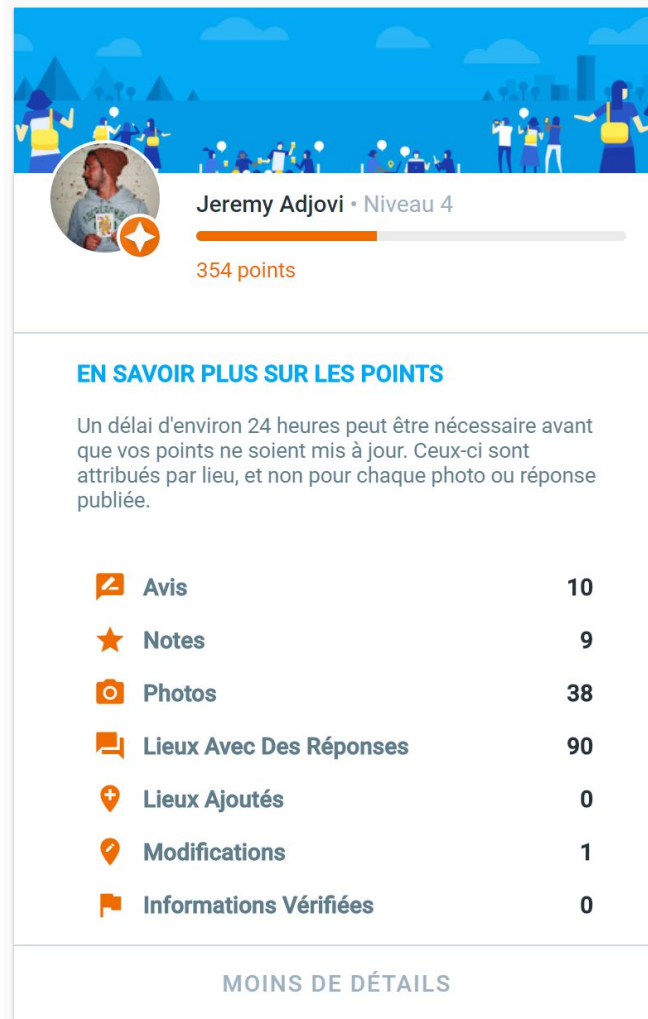 Jeremy Adjovi • Niveau 4
354 points
EN SAVOIR PLUS SUR LES POINTS
Un délai d'environ 24 heures peut être nécessaire avant
que vos points ne soient mis à jour. Ceux-ci sont
attribués par lieu, et non pour chaque photo ou réponse
publiée.
Avis 10
Notes 9
Photos 38
Lieux Avec Des Réponses 90
Lieux Ajoutés 0
Modifications 1
Informations Vérifiées 0
MOINS DE DÉTAILS